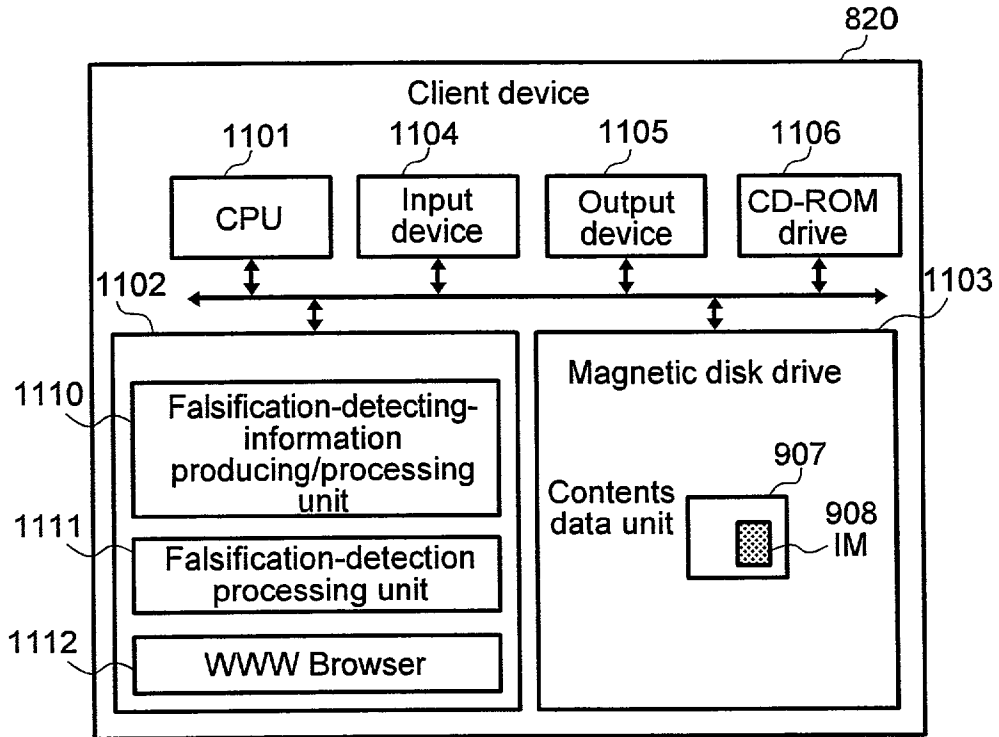 820
Client device
1101
1104
1105
1106
CPU
Input
device
Output
device
CD-ROM
drive
1102
1103
1110
Falsification-detecting-
information
producing/processing
unit
1111
Falsification-detection
processing unit
1112
WWW Browser
Magnetic disk drive
907
Contents
data unit
908
IM